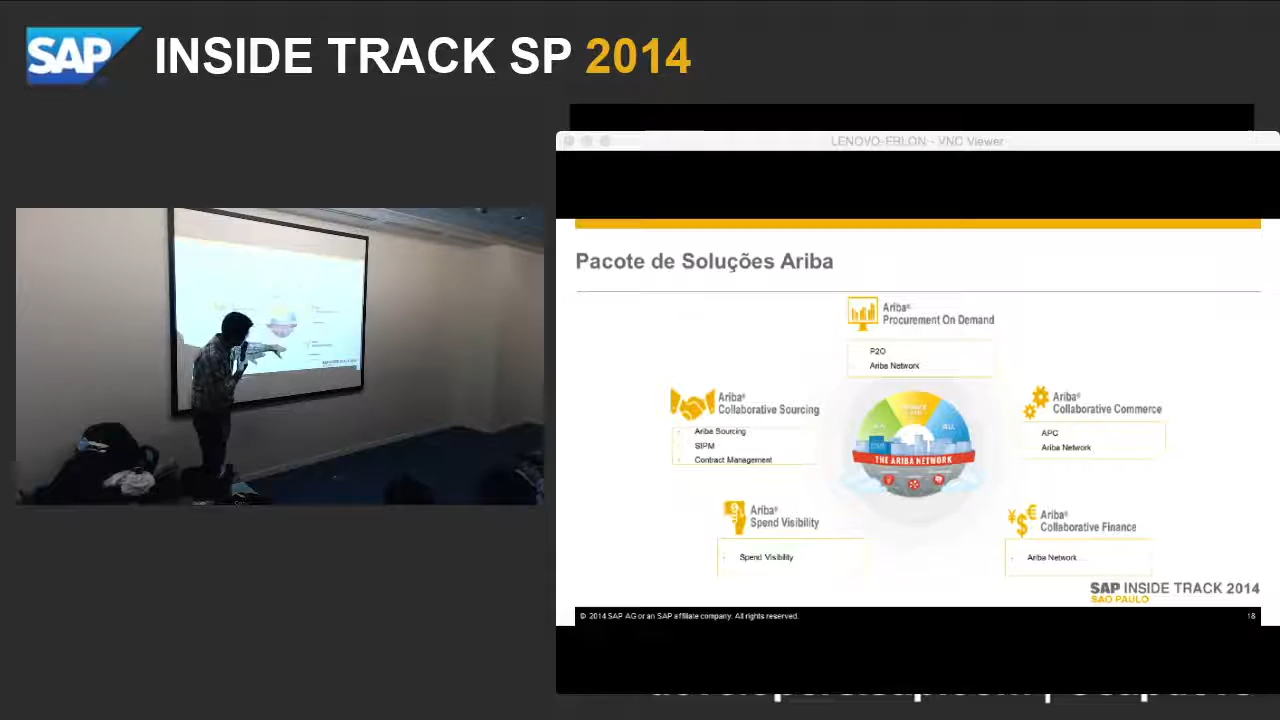 SAP INSIDE TRACK SP 2014
LENOVO-EBLON - VNC Viewer
Pacote de Soluções Ariba
Ariba®
Procurement On Demand
P2O
Ariba Network
Ariba®
Collaborative Sourcing
Ariba Sourcing
SIPM
Contract Management
Ariba®
Collaborative Commerce
APC
Ariba Network
THE ARIBA NETWORK
Ariba®
Spend Visibility
Spend Visibility
Ariba®
Collaborative Finance
Ariba Network
SAP INSIDE TRACK 2014
SAO PAULO
© 2014 SAP AG or an SAP affiliate company. All rights reserved.
18